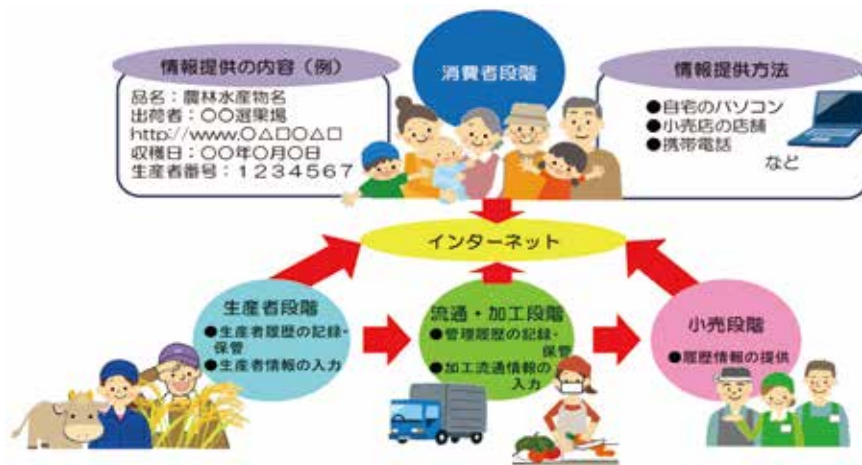 情報提供の内容(例)
品名:農林水産物名
出荷者:〇〇選果場
http://www.〇△□〇△□
収穫日:〇〇年〇月〇日
生産者番号:1234567
消費者段階
情報提供方法
●自宅のパソコン
●小売店の店舗
●携帯電話
など
インターネット
生産者段階
●生産者履歴の記録・
保管
●生産者情報の入力
流通・加工段階
●管理履歴の記録・
保管
●加工流通情報の
入力
小売段階
●履歴情報の提供